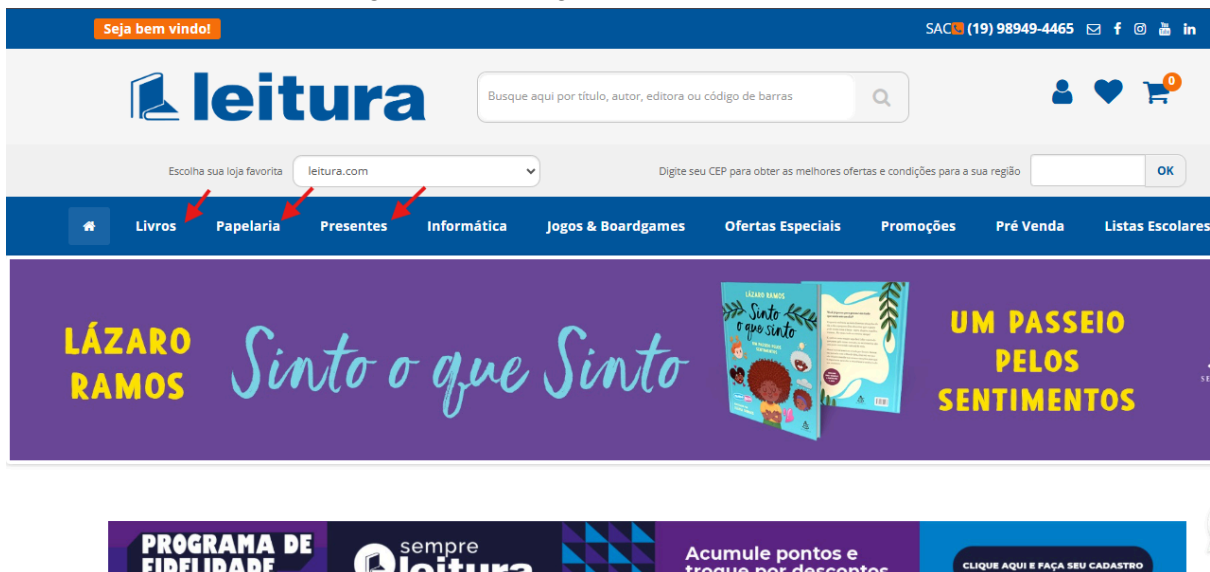 Seja bem vindo!
SAC (19) 98949-4465
leitura
Busque aqui por título, autor, editora ou código de barras
0
Escolha sua loja favorita
leitura.com
Digite seu CEP para obter as melhores ofertas e condições para a sua região
OK
Livros Papelaria Presentes Informática Jogos & Boardgames Ofertas Especiais Promoções Pré Venda Listas Escolares
LÁZARO
RAMOS
Sinto o que Sinto
LÁZARO RAMOS
Sinto
o que sinto
UM PASSEIO
PELOS
SENTIMENTOS
PROGRAMA DE
FIDELIDADE
sempre
leitura
Acumule pontos e
troque por descontos
CLIQUE AQUI E FAÇA SEU CADASTRO